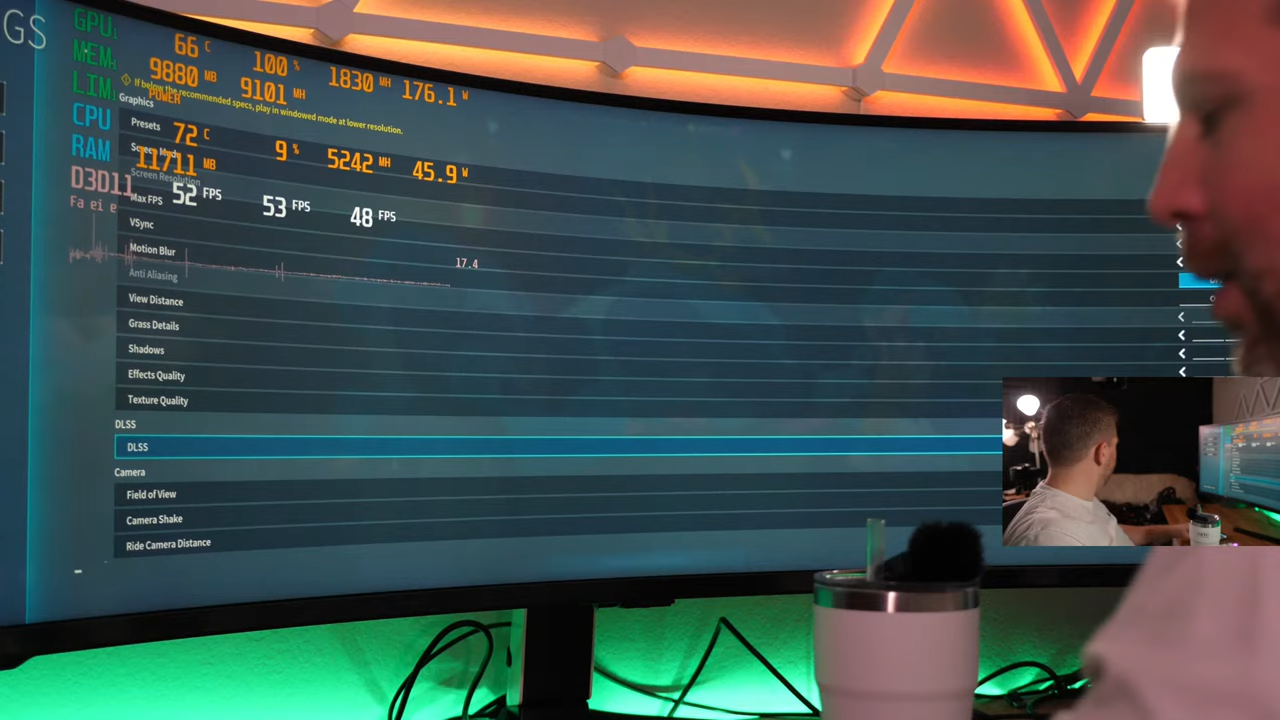 GS
GPU 66 C 100 % 1830 MH 176.1 W
MEM 9880 MB 9101 MH
LIM POWER
If below the recommended specs, play in windowed mode at lower resolution.
Graphics
Presets
CPU 72 C 9 % 5242 MH 45.9 W
Screen Mode
RAM 11711 MB
Screen Resolution
D3D11 52 FPS 53 FPS 48 FPS
Max FPS
VSync
Motion Blur
17.4
Anti Aliasing
View Distance
Grass Details
Shadows
Effects Quality
Texture Quality
DLSS
DLSS
Camera
Field of View
Camera Shake
Ride Camera Distance